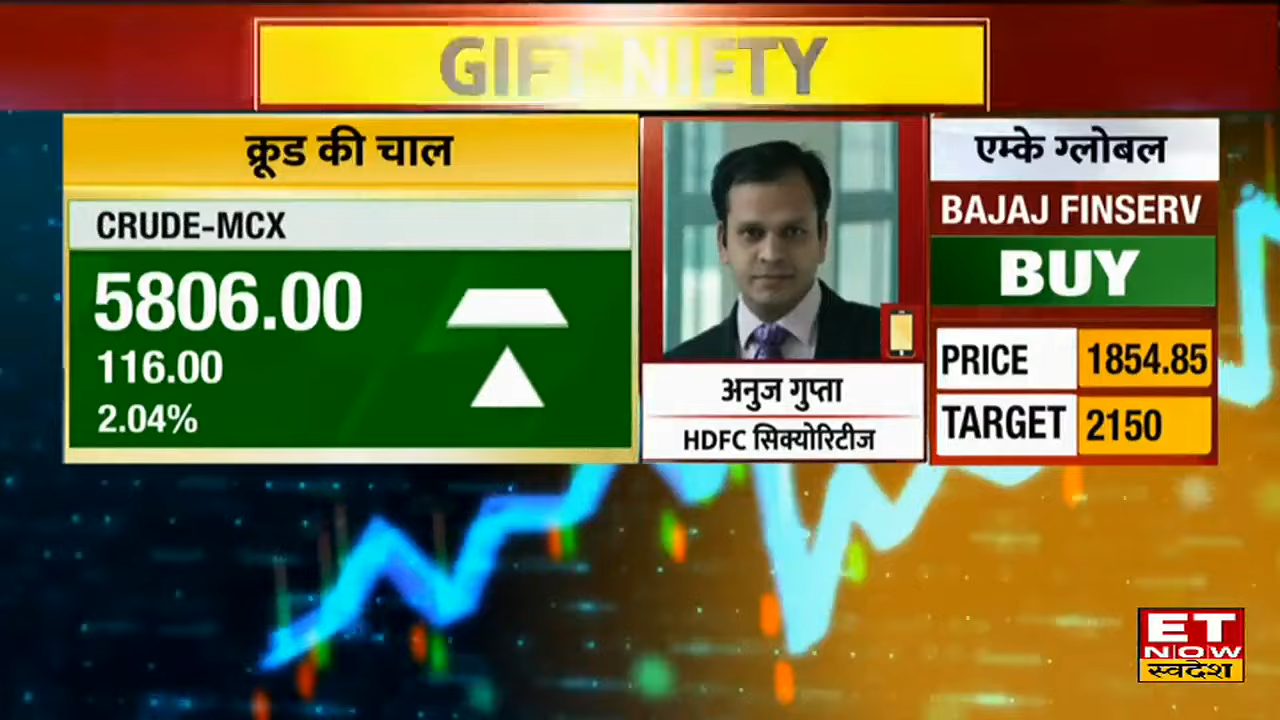 GIFT NIFTY
क्रूड की चाल
CRUDE-MCX
5806.00
116.00
2.04%
अनुज गुप्ता
HDFC सिक्योरिटीज
एम्के ग्लोबल
BAJAJ FINSERV
BUY
PRICE 1854.85
TARGET 2150
ET
NOW
स्वदेश